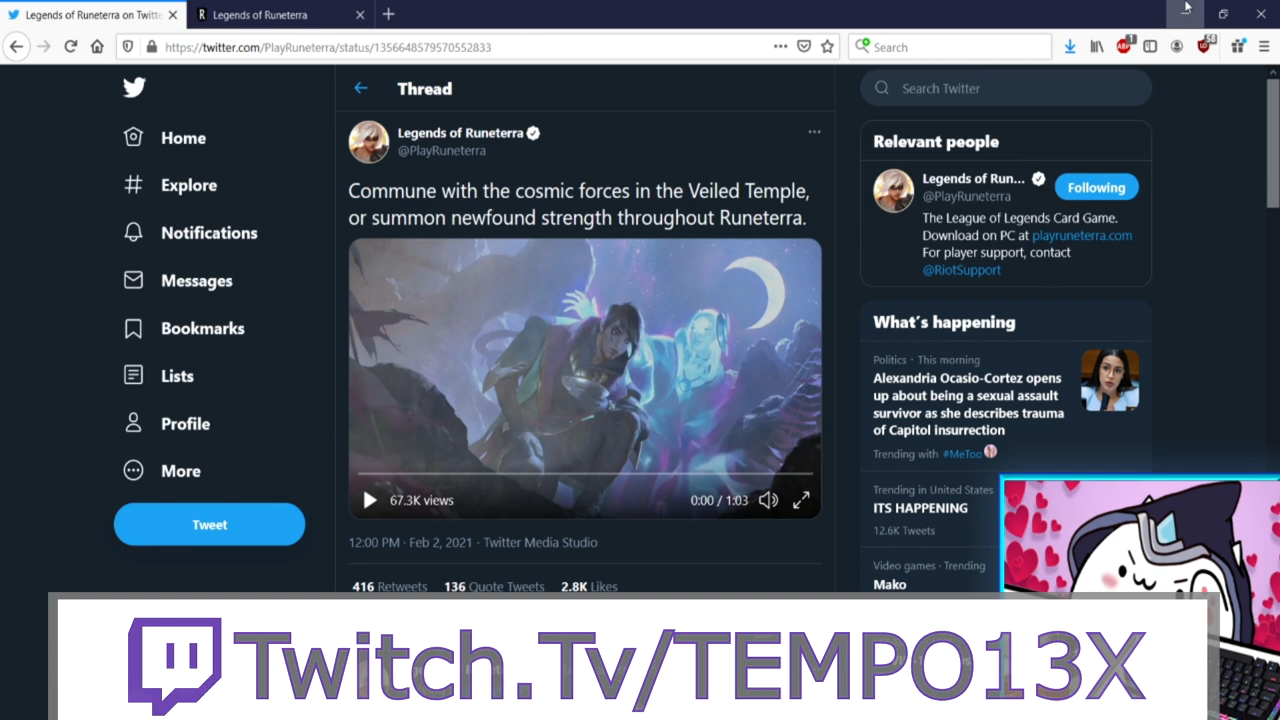 Legends of Runeterra on Twitte
Legends of Runeterra
https://twitter.com/PlayRuneterra/status/1356648579570552833
Search
ABP
1
58
Home
Explore
Notifications
Messages
Bookmarks
Lists
Profile
More
Tweet
Thread
Legends of Runeterra
@PlayRuneterra
Commune with the cosmic forces in the Veiled Temple,
or summon newfound strength throughout Runeterra.
67.3K views
0:00 / 1:03
12:00 PM · Feb 2, 2021 · Twitter Media Studio
416 Retweets 136 Quote Tweets 2.8K Likes
Search Twitter
Relevant people
Legends of Run...
@PlayRuneterra
Following
The League of Legends Card Game.
Download on PC at playruneterra.com
For player support, contact
@RiotSupport
What's happening
Politics · This morning
Alexandria Ocasio-Cortez opens
up about being a sexual assault
survivor as she describes trauma
of Capitol insurrection
Trending with #MeToo
Trending in United States
ITS HAPPENING
12.6K Tweets
Video games · Trending
Mako
Twitch.Tv/TEMPO13X